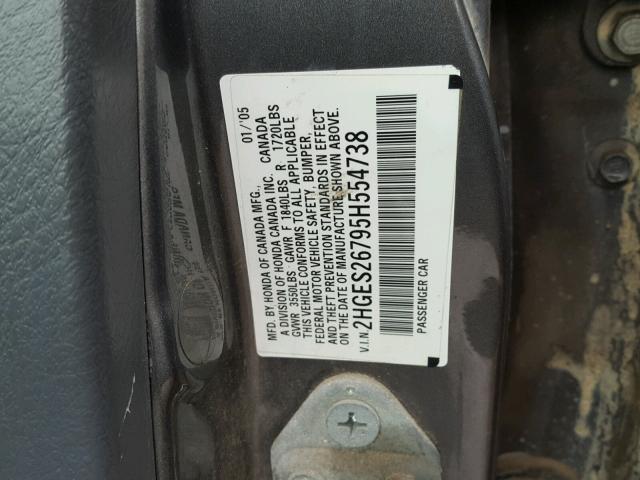 MFD. BY HONDA OF CANADA MFG., 01/'05
A DIVISION OF HONDA CANADA INC. CANADA
GVWR 3550LBS GAWR F 1840LBS R 1720LBS
THIS VEHICLE CONFORMS TO ALL APPLICABLE
FEDERAL MOTOR VEHICLE SAFETY, BUMPER,
AND THEFT PREVENTION STANDARDS IN EFFECT
ON THE DATE OF MANUFACTURE SHOWN ABOVE.
V.I.N. 2HGES26795H554738
PASSENGER CAR